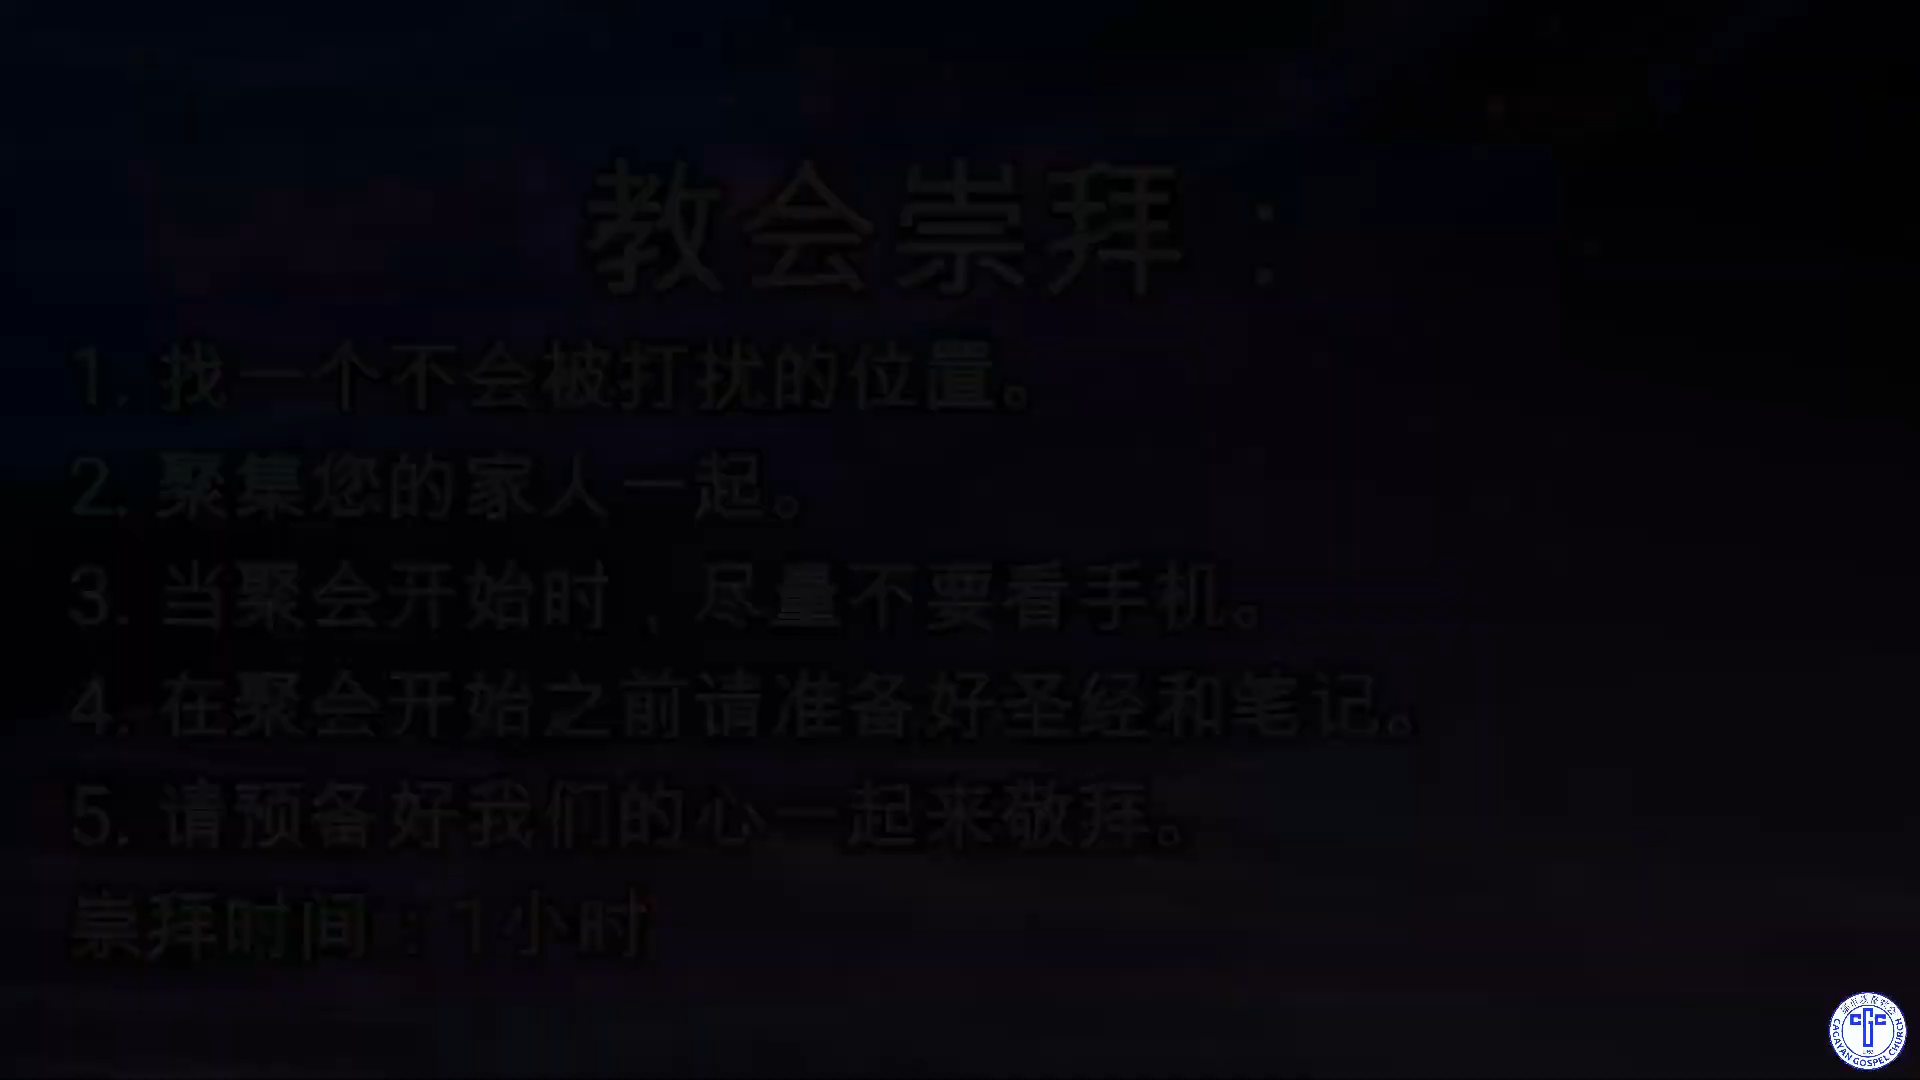 教会崇拜：
1. 找一个不会被打扰的位置。
2. 聚集您的家人一起。
3. 当聚会开始时，尽量不要看手机。
4. 在聚会开始之前请准备好圣经和笔记。
5. 请预备好我们的心一起来敬拜。
崇拜时间：1小时
CGC
CAGAYAN GOSPEL CHURCH